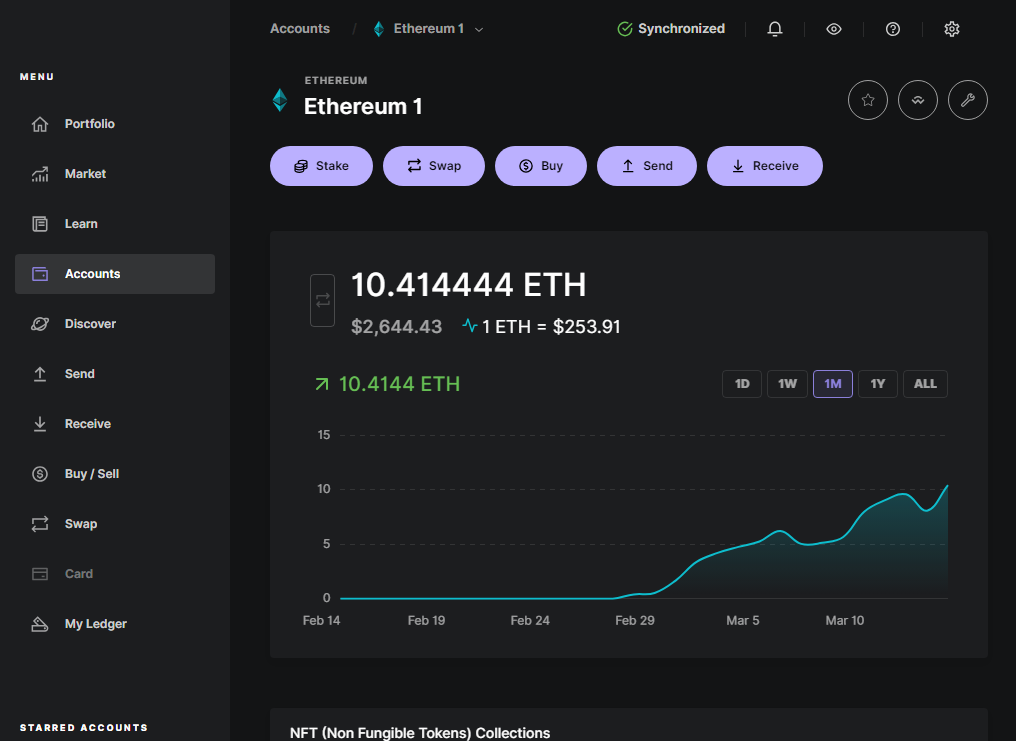 Accounts / Ethereum 1 Synchronized
MENU
Portfolio
Market
Learn
Accounts
Discover
Send
Receive
Buy / Sell
Swap
Card
My Ledger
STARRED ACCOUNTS
ETHEREUM
Ethereum 1
Stake Swap Buy Send Receive
10.414444 ETH
$2,644.43 1 ETH = $253.91
10.4144 ETH
1D 1W 1M 1Y ALL
15
10
5
0
Feb 14 Feb 19 Feb 24 Feb 29 Mar 5 Mar 10
NFT (Non Fungible Tokens) Collections